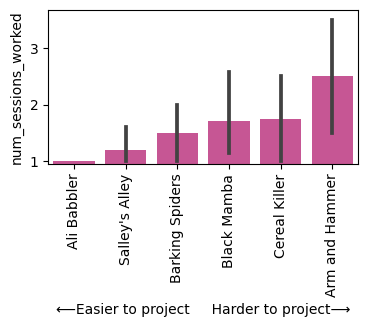 num_sessions_worked
3
2
1
Ali Babbler
Salley's Alley
Barking Spiders
Black Mamba
Cereal Killer
Arm and Hammer
⟵Easier to project Harder to project⟶